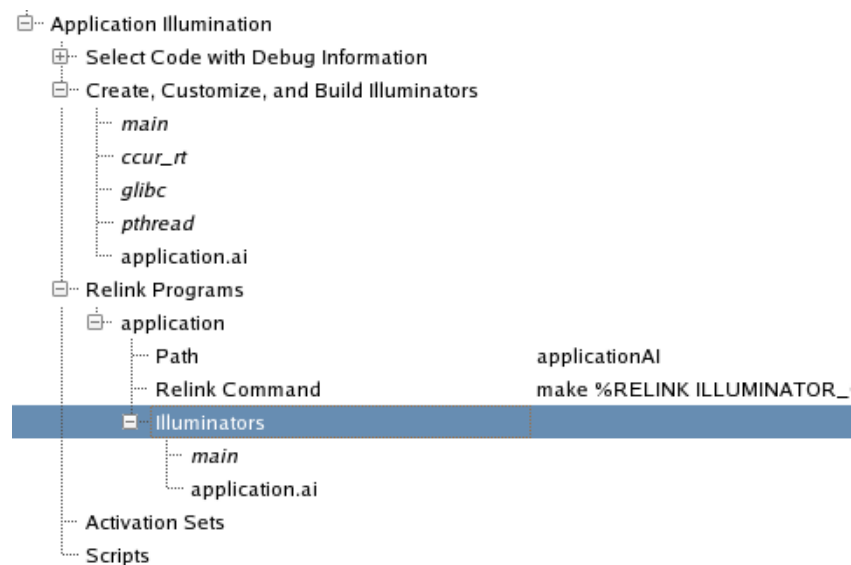 Application Illumination
Select Code with Debug Information
Create, Customize, and Build Illuminators
main
ccur_rt
glibc
pthread
application.ai
Relink Programs
application
Path applicationAI
Relink Command make %RELINK ILLUMINATOR_
Illuminators
main
application.ai
Activation Sets
Scripts